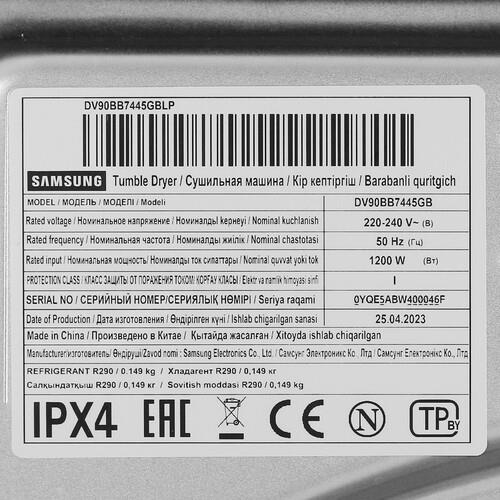 DV90BB7445GBLP
SAMSUNG Tumble Dryer / Сушильная машина / Кір кептіргіш / Barabanli quritgich
MODEL / МОДЕЛЬ / МОДЕЛІ / Modeli DV90BB7445GB
Rated voltage / Номинальное напряжение / Номиналды кернеуі / Nominal kuchlanish 220-240 V~ (В)
Rated frequency / Номинальная частота / Номиналды жиілік / Nominal chastotasi 50 Hz (Гц)
Rated input / Номинальная мощность/ Номиналды ток сипаттары / Nominal quvvat yoki tok 1200 W (Вт)
PROTECTION CLASS / КЛАСС ЗАЩИТЫ ОТ ПОРАЖЕНИЯ ТОКОМ/ ҚОРҒАУ КЛАСЫ / Elektr va namlik himoyasi sinfi I
SERIAL NO / СЕРИЙНЫЙ НОМЕР/СЕРИЯЛЫҚ НӨМІРІ / Seriya raqami 0YQE5ABW400046F
Date of Production / Дата изготовления / Өндірілген күні / Ishlab chigarilgan sanasi 25.04.2023
Made in China / Произведено в Китае / Қытайда жасалған / Xitoyda ishlab chiqarilgan
Manufacturer/Изготовитель/ Өндіруші/Zavod nomi : Samsung Electronics Co., Ltd. / Самсунг Электроникс Ко., Лтд / Самсунг Електронікс Ко., Лтд
REFRIGERANT R290 / 0.149 kg / Хладагент R290 / 0,149 кг /
Салқындатқыш R290 / 0,149 кг / Sovitish moddasi R290 / 0,149 kg
IPX4 EAC CE N TP BY